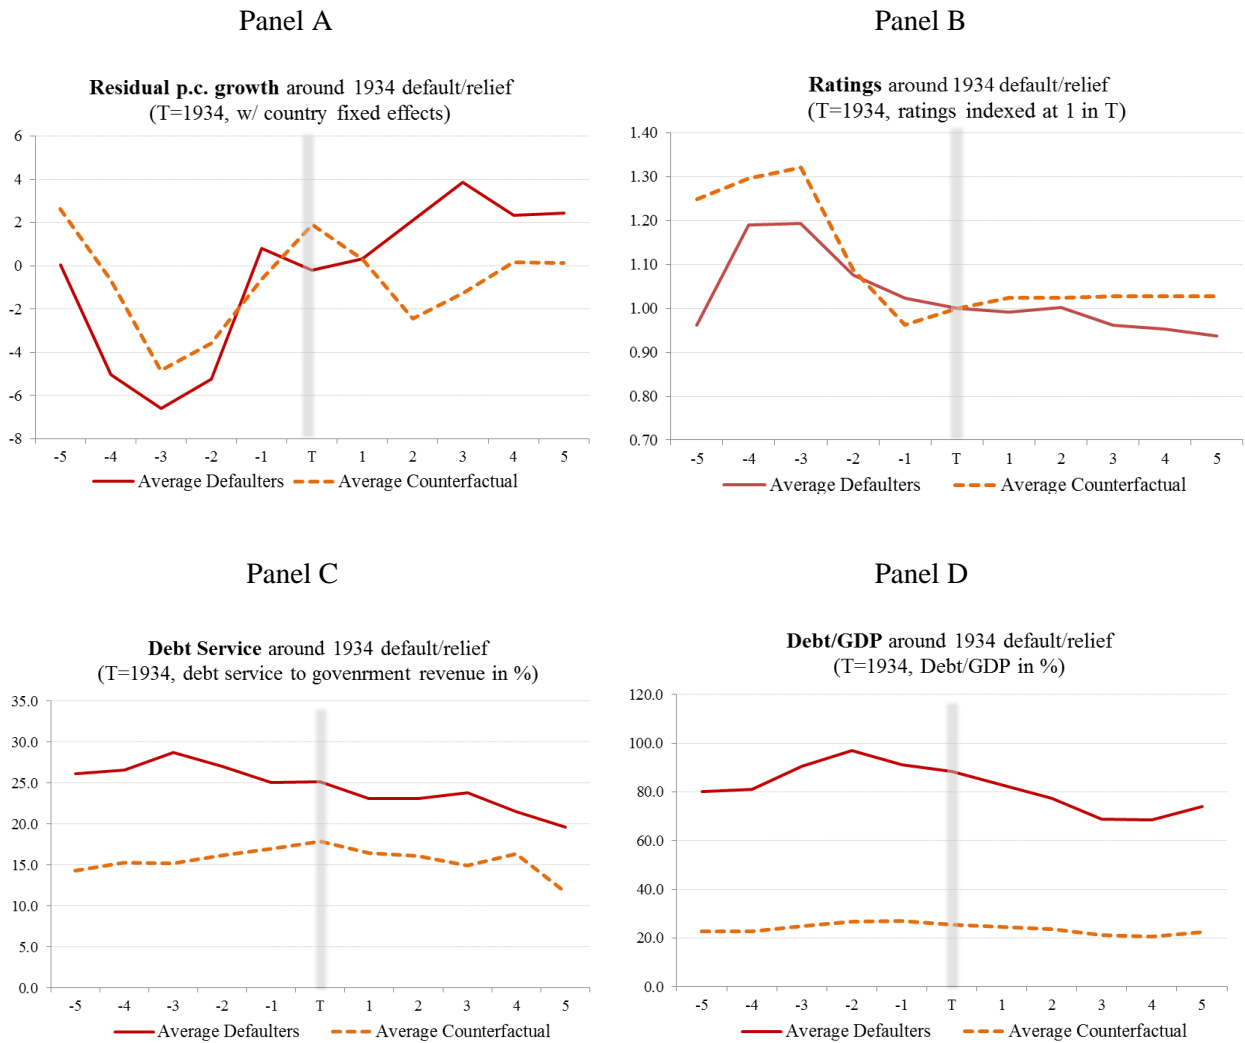 Panel A
Residual p.c. growth around 1934 default/relief
(T=1934, w/ country fixed effects)
6
4
2
0
-2
-4
-6
-8
-5 -4 -3 -2 -1 T 1 2 3 4 5
Average Defaulters Average Counterfactual
Panel B
Ratings around 1934 default/relief
(T=1934, ratings indexed at 1 in T)
1.40
1.30
1.20
1.10
1.00
0.90
0.80
0.70
-5 -4 -3 -2 -1 T 1 2 3 4 5
Average Defaulters Average Counterfactual
Panel C
Debt Service around 1934 default/relief
(T=1934, debt service to govenrment revenue in %)
35.0
30.0
25.0
20.0
15.0
10.0
5.0
0.0
-5 -4 -3 -2 -1 T 1 2 3 4 5
Average Defaulters Average Counterfactual
Panel D
Debt/GDP around 1934 default/relief
(T=1934, Debt/GDP in %)
120.0
100.0
80.0
60.0
40.0
20.0
0.0
-5 -4 -3 -2 -1 T 1 2 3 4 5
Average Defaulters Average Counterfactual